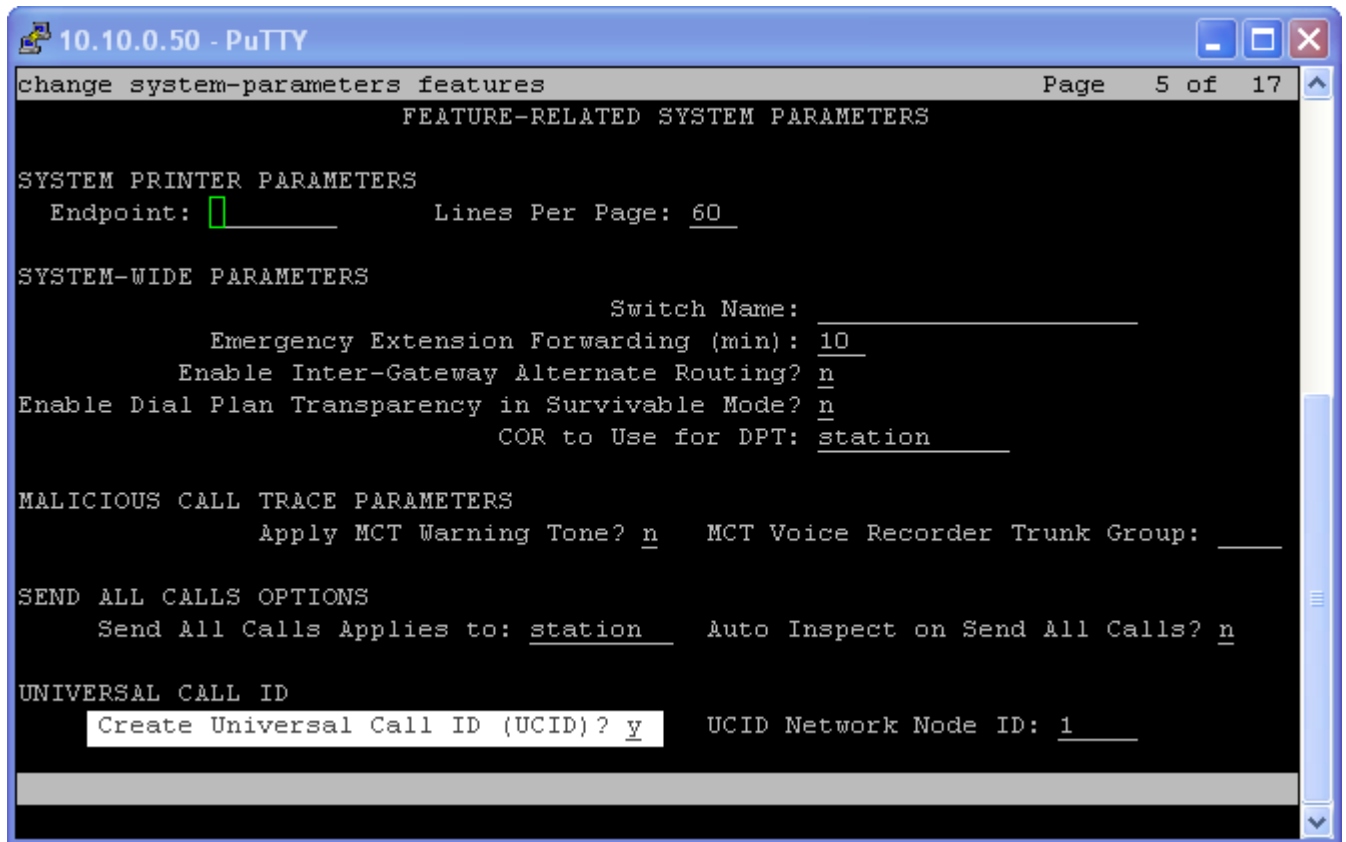 10.10.0.50 - PuTTY
change system-parameters features Page 5 of 17
FEATURE-RELATED SYSTEM PARAMETERS
SYSTEM PRINTER PARAMETERS
Endpoint: Lines Per Page: 60
SYSTEM-WIDE PARAMETERS
Switch Name:
Emergency Extension Forwarding (min): 10
Enable Inter-Gateway Alternate Routing? n
Enable Dial Plan Transparency in Survivable Mode? n
COR to Use for DPT: station
MALICIOUS CALL TRACE PARAMETERS
Apply MCT Warning Tone? n MCT Voice Recorder Trunk Group:
SEND ALL CALLS OPTIONS
Send All Calls Applies to: station Auto Inspect on Send All Calls? n
UNIVERSAL CALL ID
Create Universal Call ID (UCID)? y UCID Network Node ID: 1